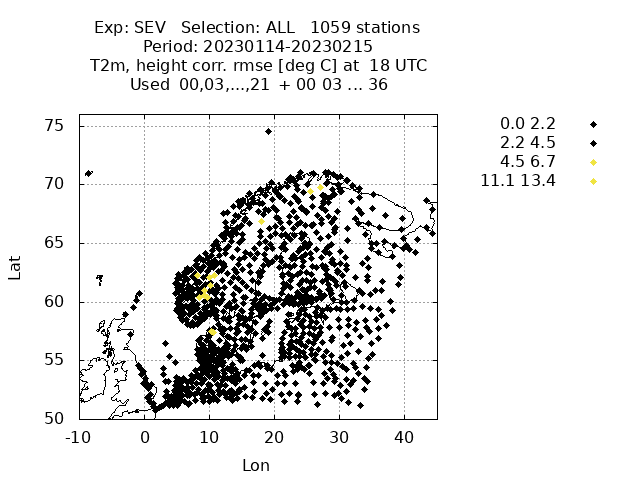 Exp: SEV   Selection: ALL   1059 stations
Period: 20230114-20230215
T2m, height corr. rmse [deg C] at  18 UTC
Used  00,03,...,21 + 00 03 ... 36
0.0 2.2
2.2 4.5
4.5 6.7
11.1 13.4
75
70
65
60
55
50
Lat
-10 0 10 20 30 40
Lon